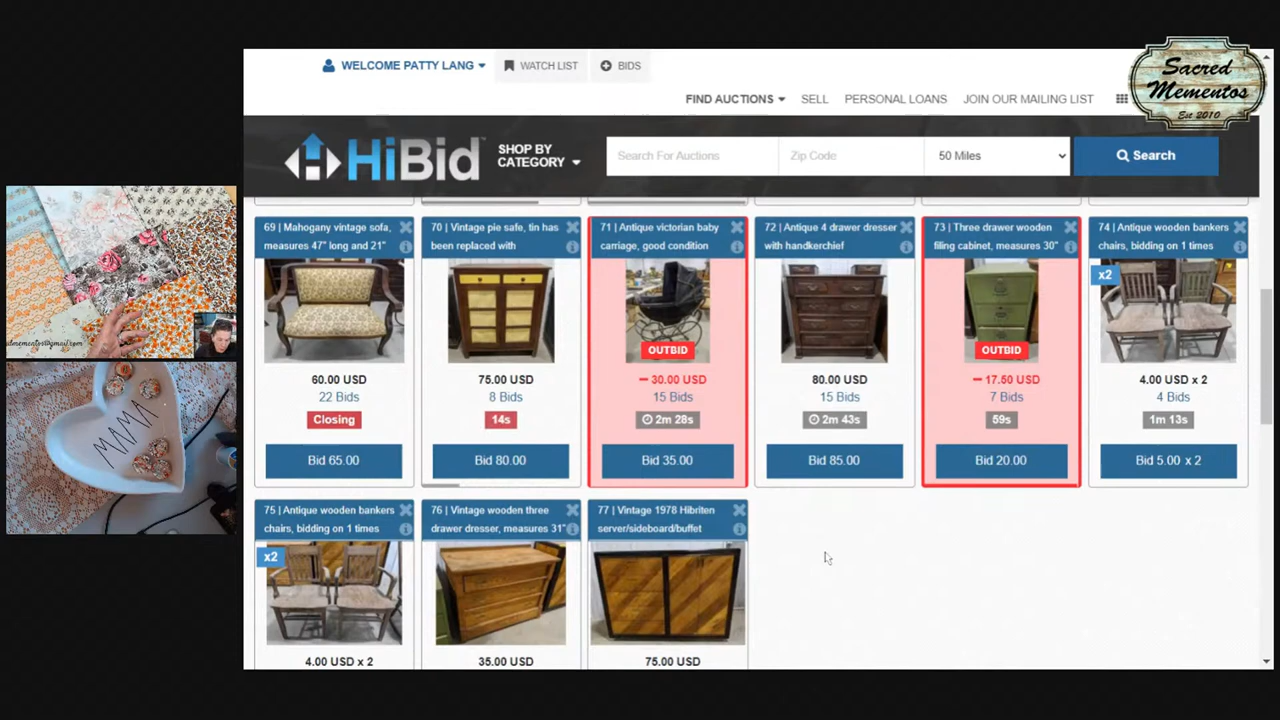 WELCOME PATTY LANG
WATCH LIST
BIDS
Sacred
Mementos
Est 2010
FIND AUCTIONS
SELL
PERSONAL LOANS
JOIN OUR MAILING LIST
HiBid
SHOP BY
CATEGORY
Search For Auctions
Zip Code
50 Miles
Search
69 | Mahogany vintage sofa,
measures 47" long and 21"
60.00 USD
22 Bids
Closing
Bid 65.00
70 | Vintage pie safe, tin has
been replaced with
75.00 USD
8 Bids
14s
Bid 80.00
71 | Antique victorian baby
carriage, good condition
OUTBID
30.00 USD
15 Bids
2m 28s
Bid 35.00
72 | Antique 4 drawer dresser
with handkerchief
80.00 USD
15 Bids
2m 43s
Bid 85.00
73 | Three drawer wooden
filing cabinet, measures 30"
OUTBID
17.50 USD
7 Bids
59s
Bid 20.00
74 | Antique wooden bankers
chairs, bidding on 1 times
x2
4.00 USD x 2
4 Bids
1m 13s
Bid 5.00 x 2
75 | Antique wooden bankers
chairs, bidding on 1 times
x2
4.00 USD x 2
76 | Vintage wooden three
drawer dresser, measures 31"
35.00 USD
77 | Vintage 1978 Hibriten
server/sideboard/buffet
75.00 USD
MAMA